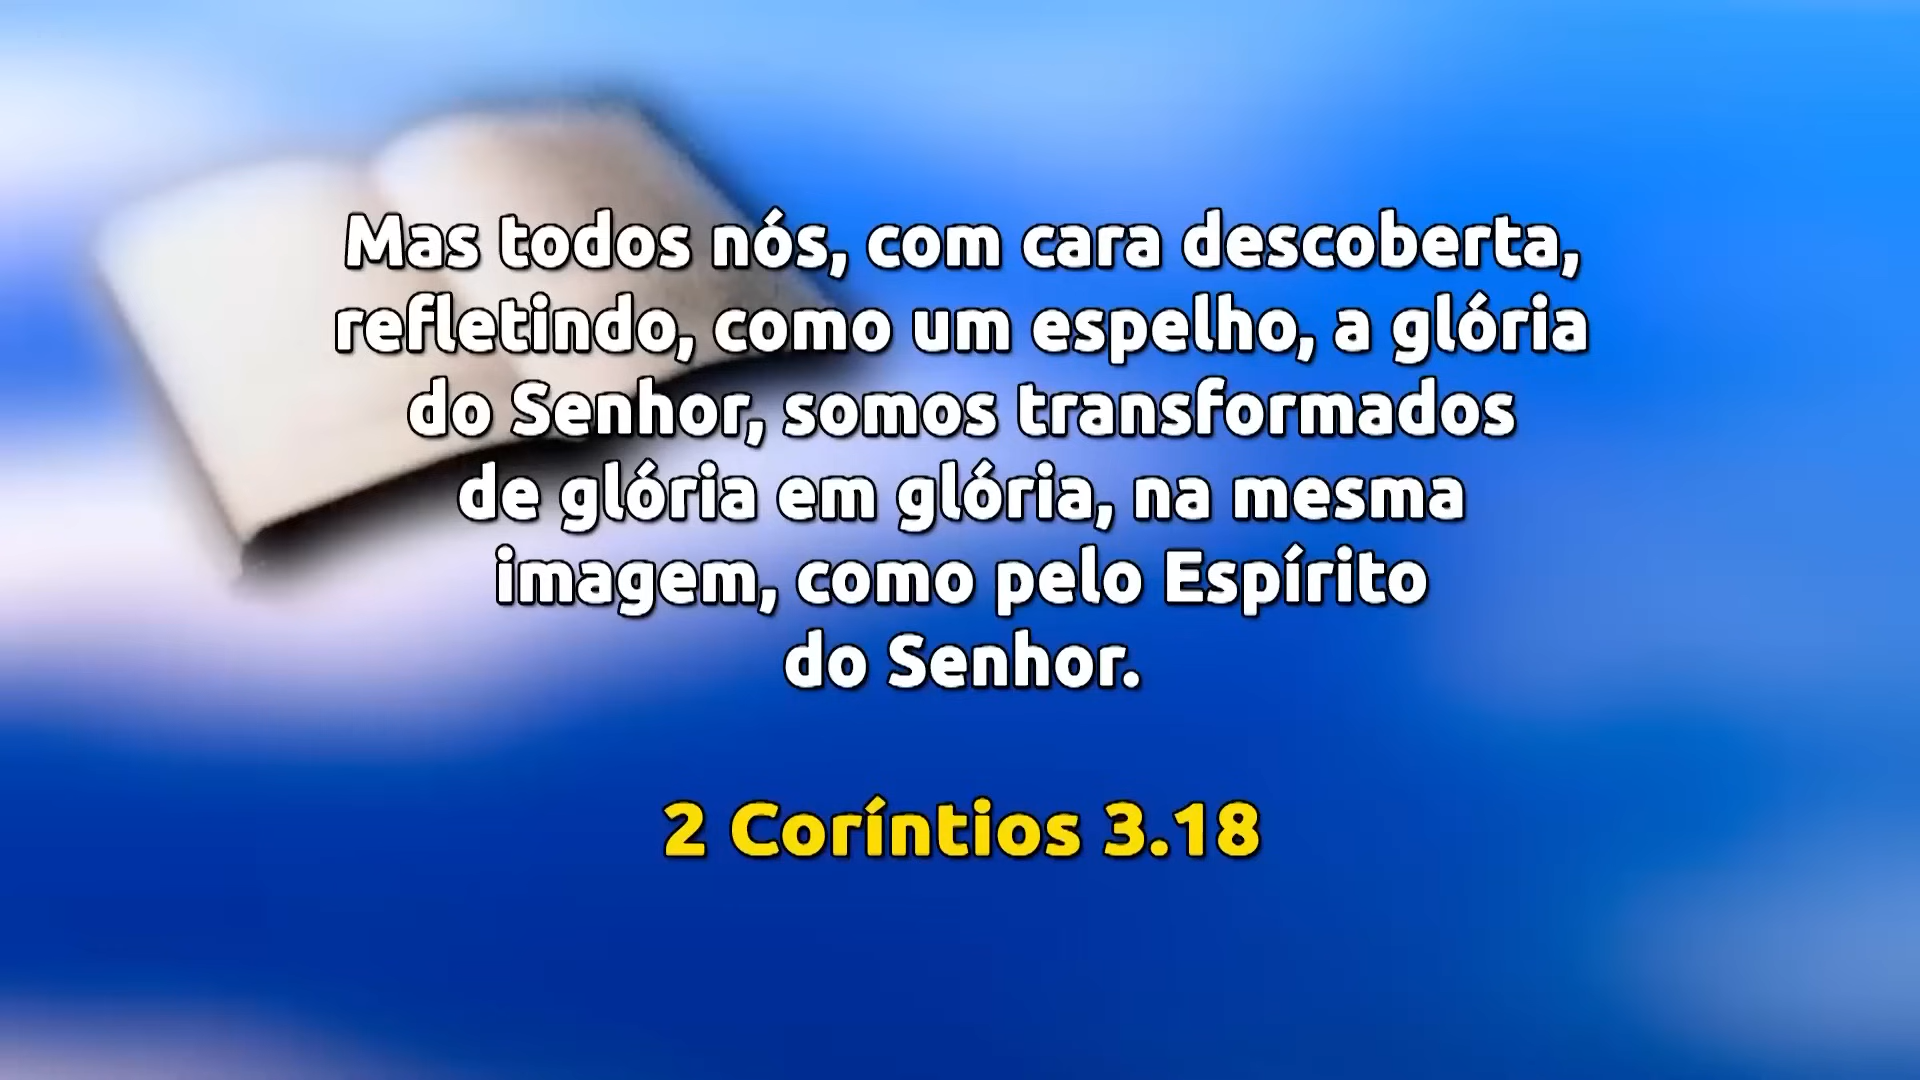 Mas todos nós, com cara descoberta,
refletindo, como um espelho, a glória
do Senhor, somos transformados
de glória em glória, na mesma
imagem, como pelo Espírito
do Senhor.
2 Coríntios 3.18